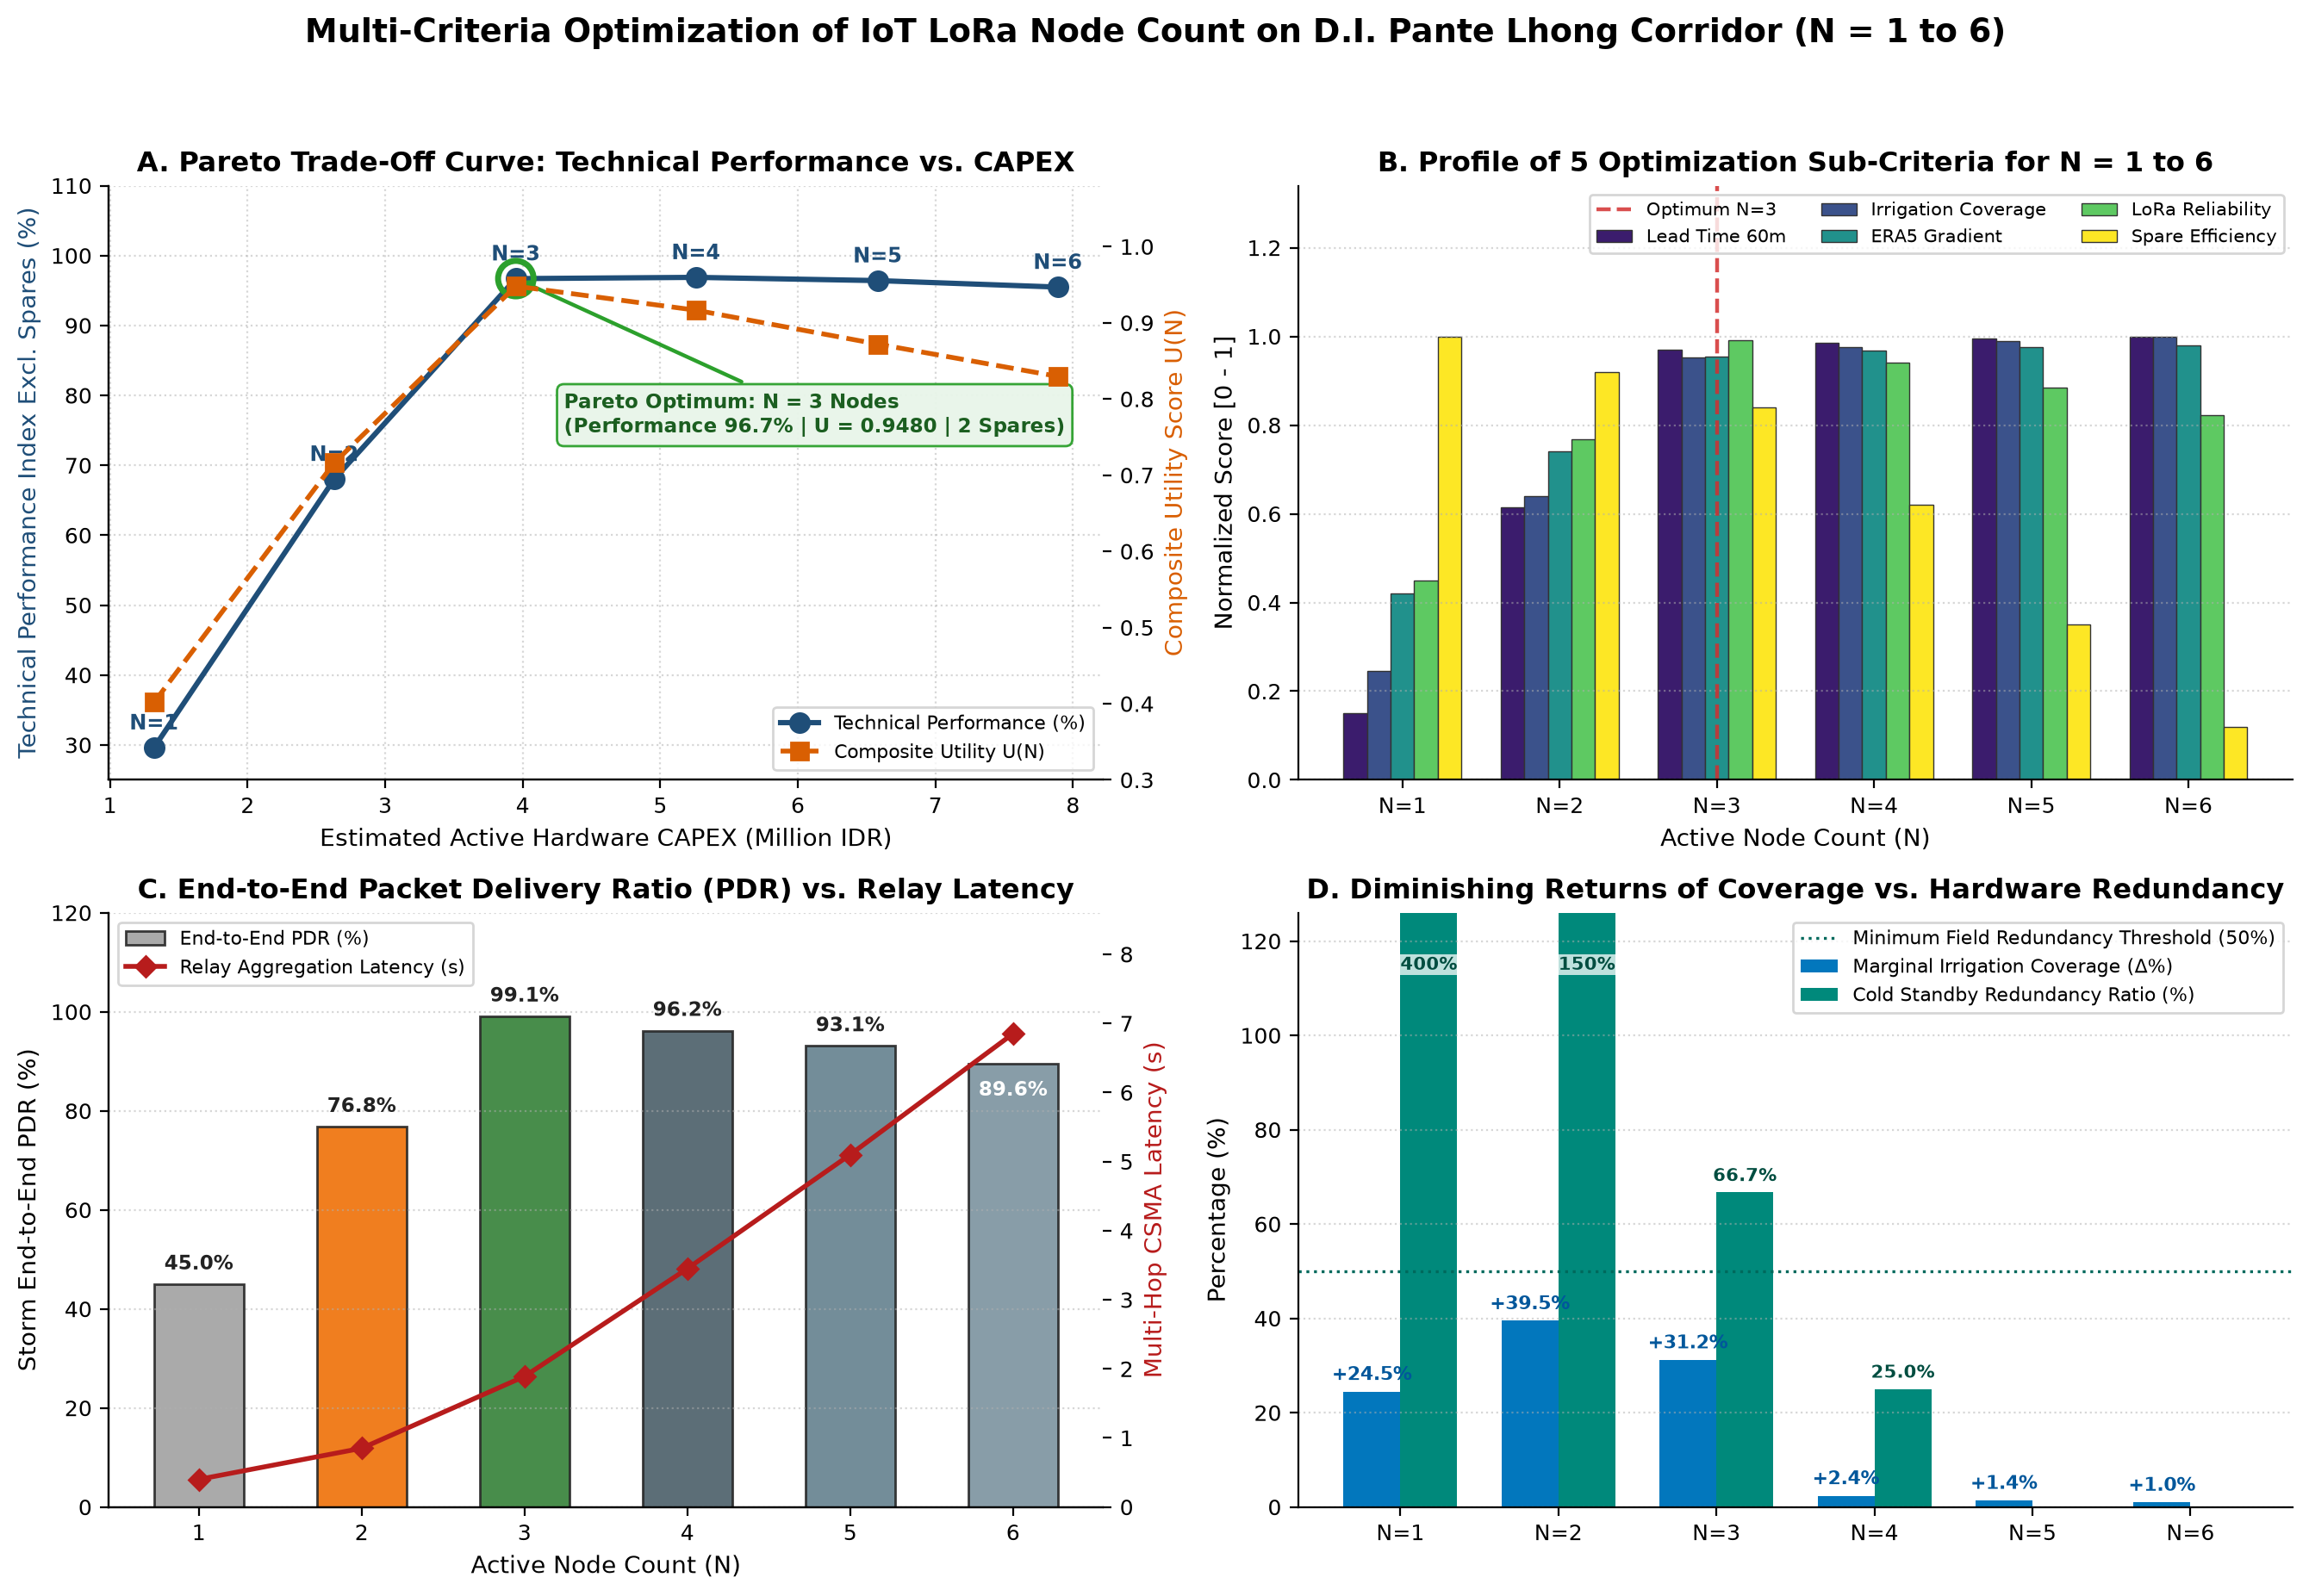 Multi-Criteria Optimization of IoT LoRa Node Count on D.I. Pante Lhong Corridor (N = 1 to 6)
A. Pareto Trade-Off Curve: Technical Performance vs. CAPEX
Technical Performance Index Excl. Spares (%)
110
100
90
80
70
60
50
40
30
N=1
N=2
N=3
N=4
N=5
N=6
Pareto Optimum: N = 3 Nodes
(Performance 96.7% | U = 0.9480 | 2 Spares)
Technical Performance (%)
Composite Utility U(N)
1.0
0.9
0.8
0.7
0.6
0.5
0.4
0.3
Composite Utility Score U(N)
1 2 3 4 5 6 7 8
Estimated Active Hardware CAPEX (Million IDR)
B. Profile of 5 Optimization Sub-Criteria for N = 1 to 6
Optimum N=3
Lead Time 60m
Irrigation Coverage
ERA5 Gradient
LoRa Reliability
Spare Efficiency
Normalized Score [0 - 1]
1.2
1.0
0.8
0.6
0.4
0.2
0.0
N=1 N=2 N=3 N=4 N=5 N=6
Active Node Count (N)
C. End-to-End Packet Delivery Ratio (PDR) vs. Relay Latency
End-to-End PDR (%)
Relay Aggregation Latency (s)
Storm End-to-End PDR (%)
120
100
80
60
40
20
0
45.0%
76.8%
99.1%
96.2%
93.1%
89.6%
8
7
6
5
4
3
2
1
0
Multi-Hop CSMA Latency (s)
1 2 3 4 5 6
Active Node Count (N)
D. Diminishing Returns of Coverage vs. Hardware Redundancy
Minimum Field Redundancy Threshold (50%)
Marginal Irrigation Coverage (Δ%)
Cold Standby Redundancy Ratio (%)
Percentage (%)
120
100
80
60
40
20
0
400%
150%
66.7%
25.0%
+24.5%
+39.5%
+31.2%
+2.4%
+1.4%
+1.0%
N=1 N=2 N=3 N=4 N=5 N=6